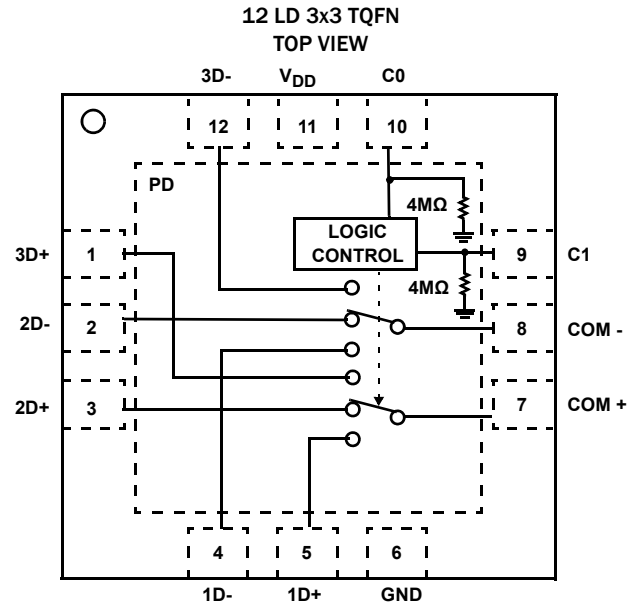 12 LD 3x3 TQFN
TOP VIEW
3D- VDD C0
12 11 10
PD
4MΩ
LOGIC
CONTROL
3D+ 1 9 C1
4MΩ
2D- 2 8 COM -
2D+ 3 7 COM +
4 5 6
1D- 1D+ GND